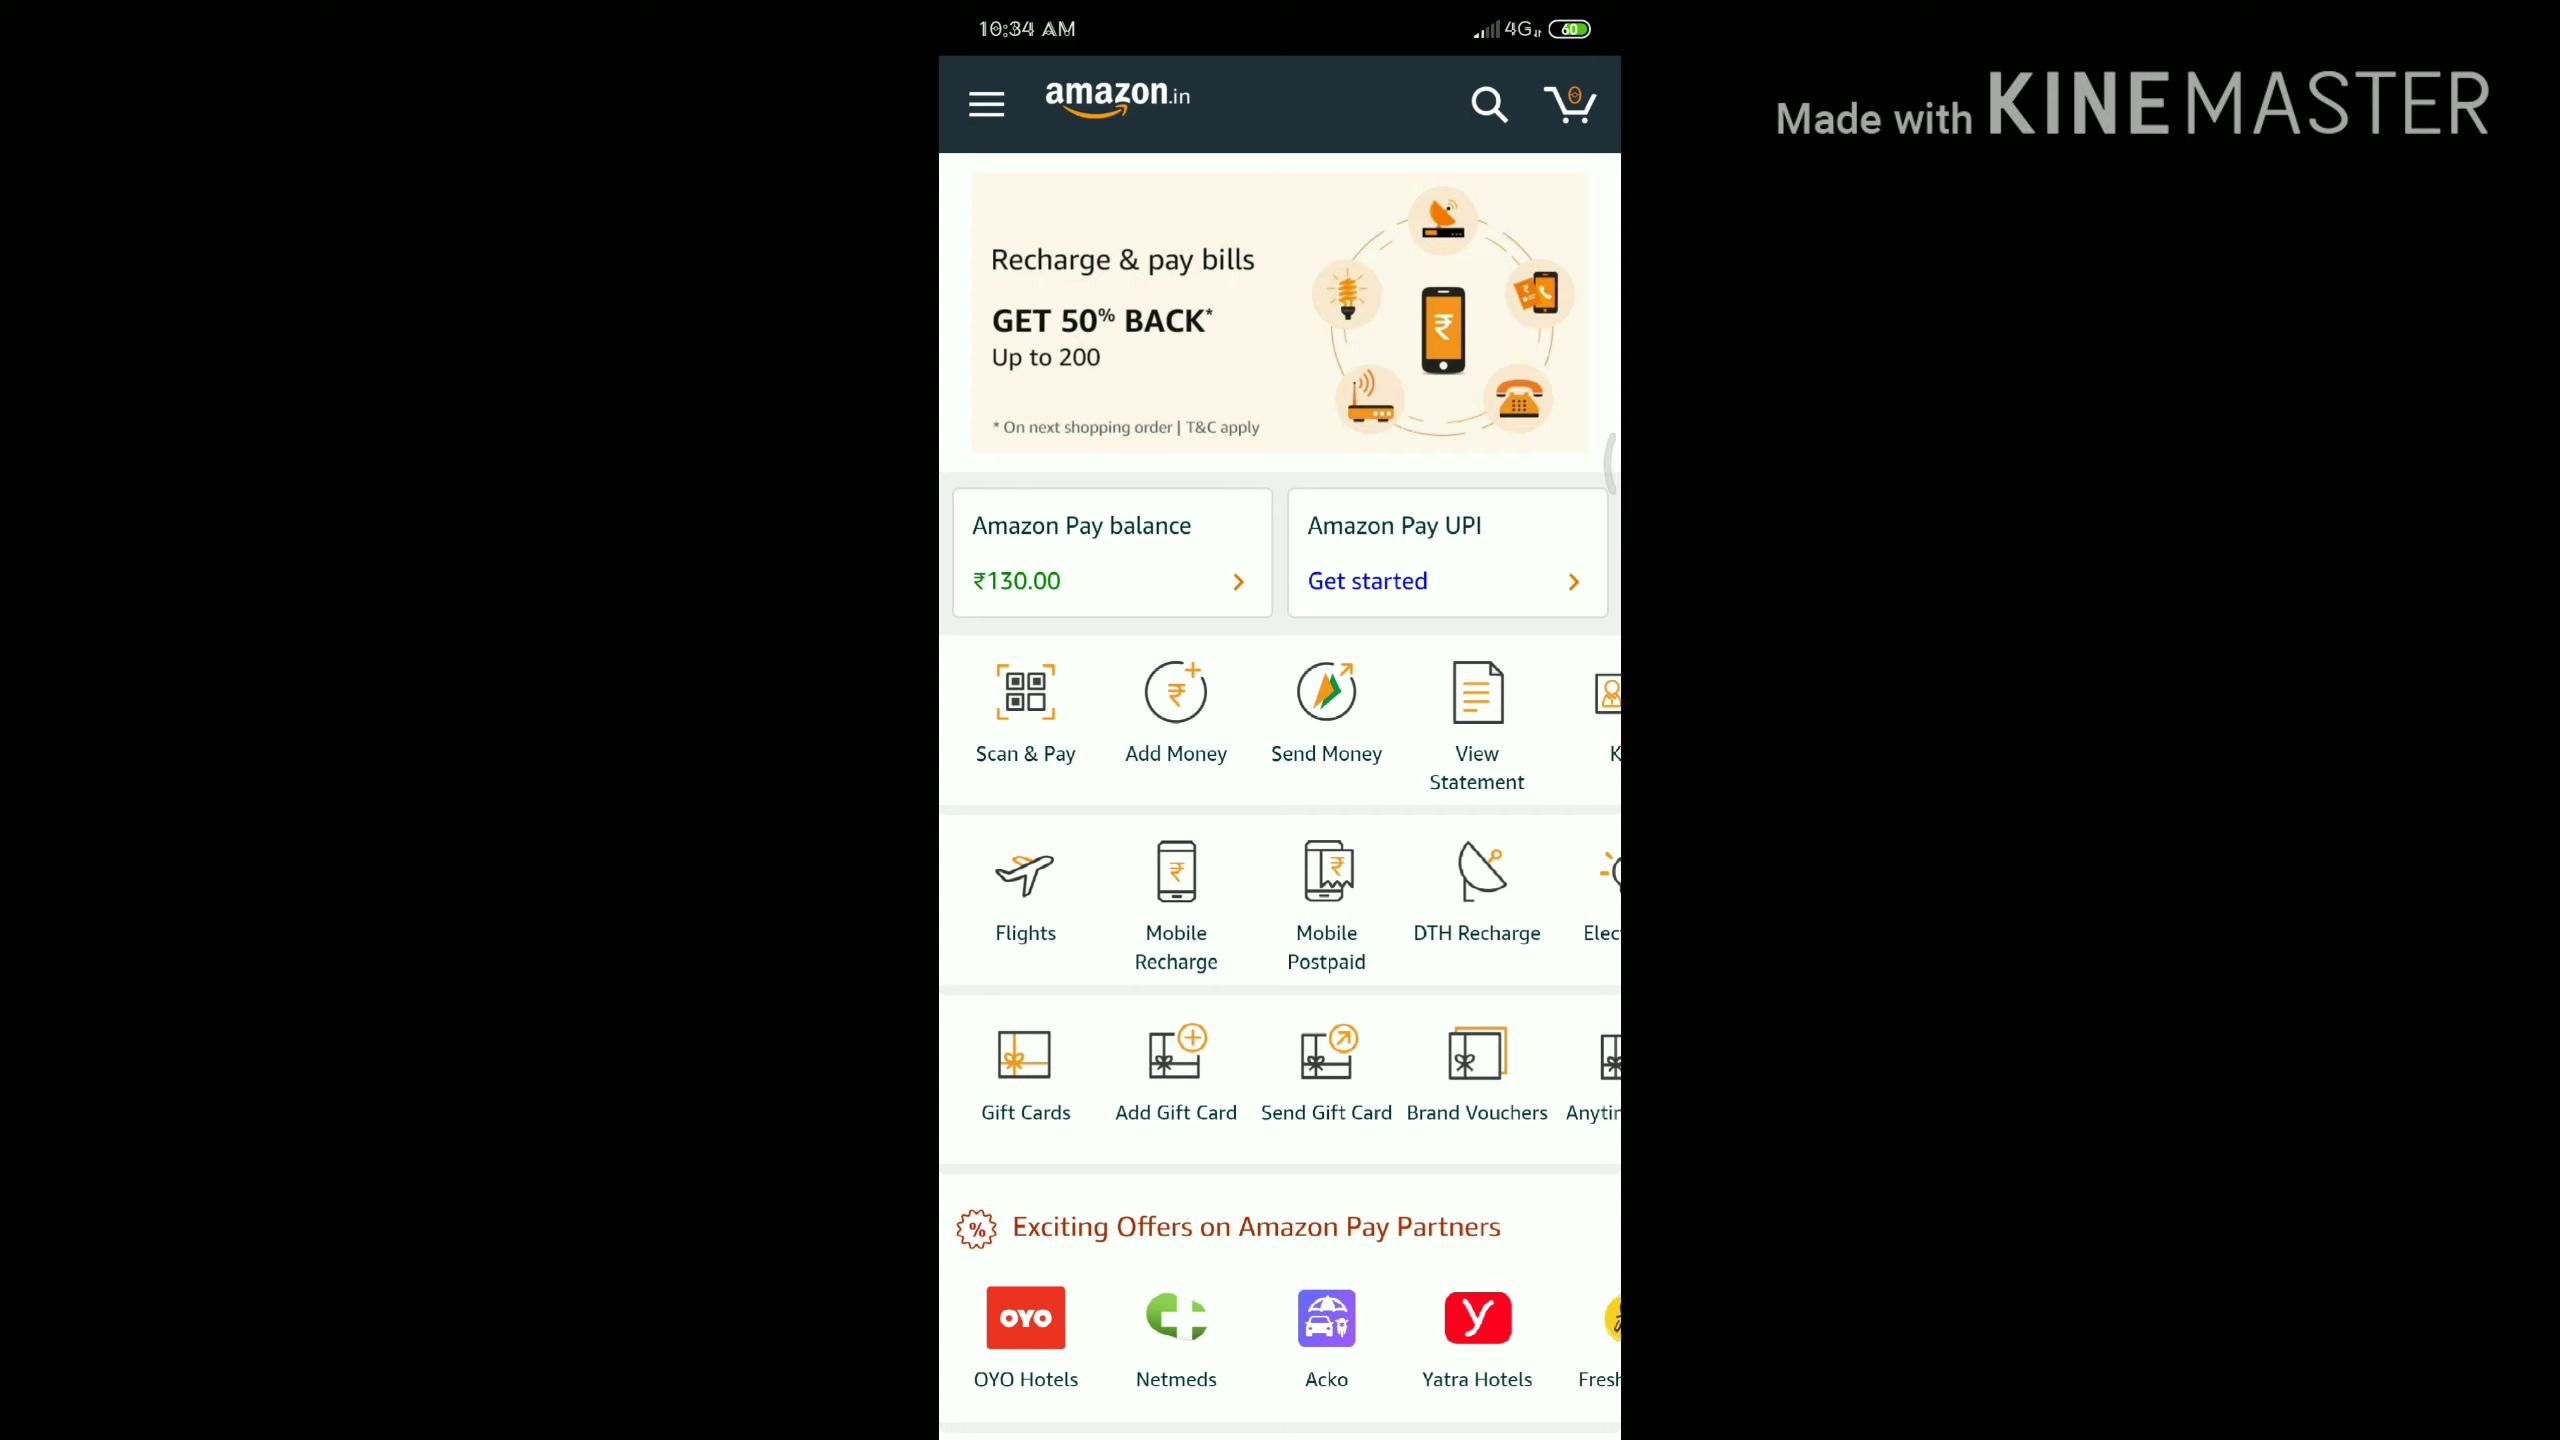 10:34 AM
4G
60
Made with KINEMASTER
amazon.in
0
Recharge & pay bills
GET 50% BACK*
Up to 200
* On next shopping order | T&C apply
Amazon Pay balance
₹130.00
Amazon Pay UPI
Get started
Scan & Pay
Add Money
Send Money
View
Statement
K
Flights
Mobile
Recharge
Mobile
Postpaid
DTH Recharge
Elec
Gift Cards
Add Gift Card
Send Gift Card
Brand Vouchers
Anytin
% Exciting Offers on Amazon Pay Partners
OYO
y
OYO Hotels
Netmeds
Acko
Yatra Hotels
Fresh